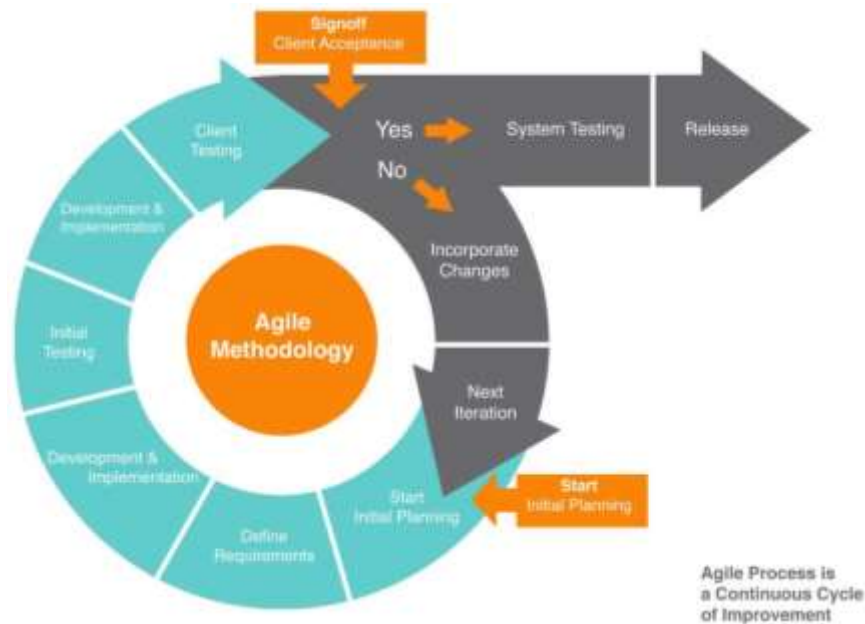 Signoff
Client Acceptance
Client
Testing
Yes
System Testing
Release
No
Development &
Implementation
Incorporate
Changes
Agile
Methodology
Initial
Testing
Next
Iteration
Development &
Implementation
Start
Initial Planning
Start
Initial Planning
Define
Requirements
Agile Process is
a Continuous Cycle
of Improvement